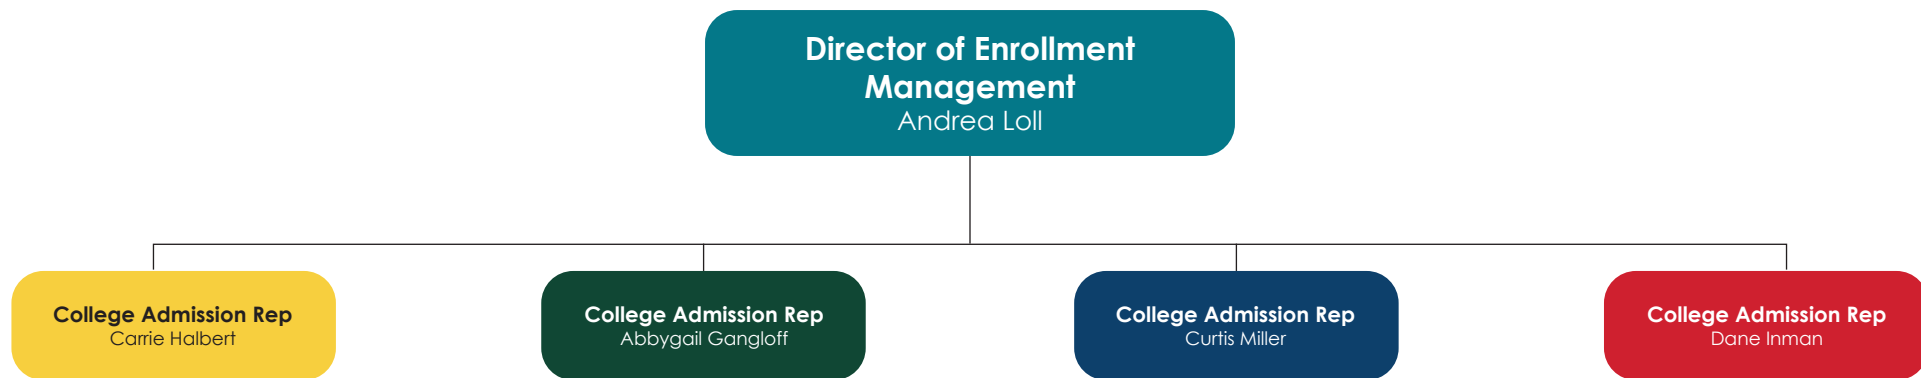 Director of Enrollment
Management
Andrea Loll
College Admission Rep
Carrie Halbert
College Admission Rep
Abbygail Gangloff
College Admission Rep
Curtis Miller
College Admission Rep
Dane Inman